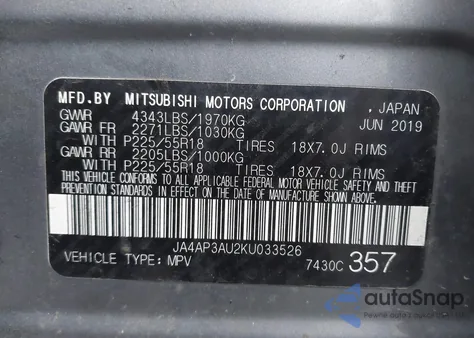 MFD.BY MITSUBISHI MOTORS CORPORATION , JAPAN
GVWR 4343LBS/1970KG JUN 2019
GAWR FR 2271LBS/1030KG
WITH P225/55R18 TIRES 18X7.0J RIMS
GAWR RR 2205LBS/1000KG
WITH P225/55R18 TIRES 18X7.0J RIMS
THIS VEHICLE CONFORMS TO ALL APPLICABLE FEDERAL MOTOR VEHICLE SAFETY AND
THEFT PREVENTION STANDARDS IN EFFECT ON THE DATE OF MANUFACTURE SHOWN ABOVE.
JA4AP3AU2KU033526
VEHICLE TYPE: MPV 7430C 357
autoSnap